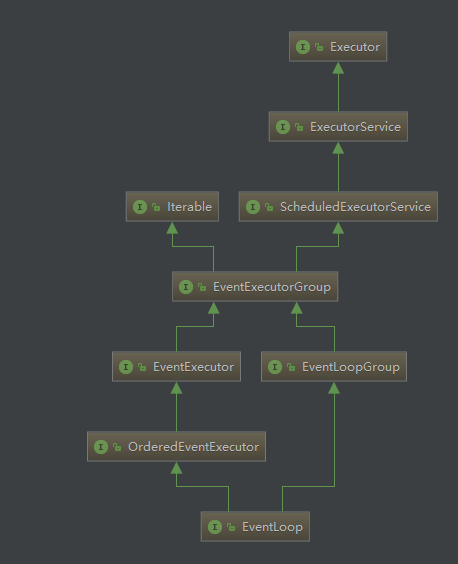 I Executor
I ExecutorService
I Iterable
I ScheduledExecutorService
I EventExecutorGroup
I EventExecutor
I EventLoopGroup
I OrderedEventExecutor
I EventLoop